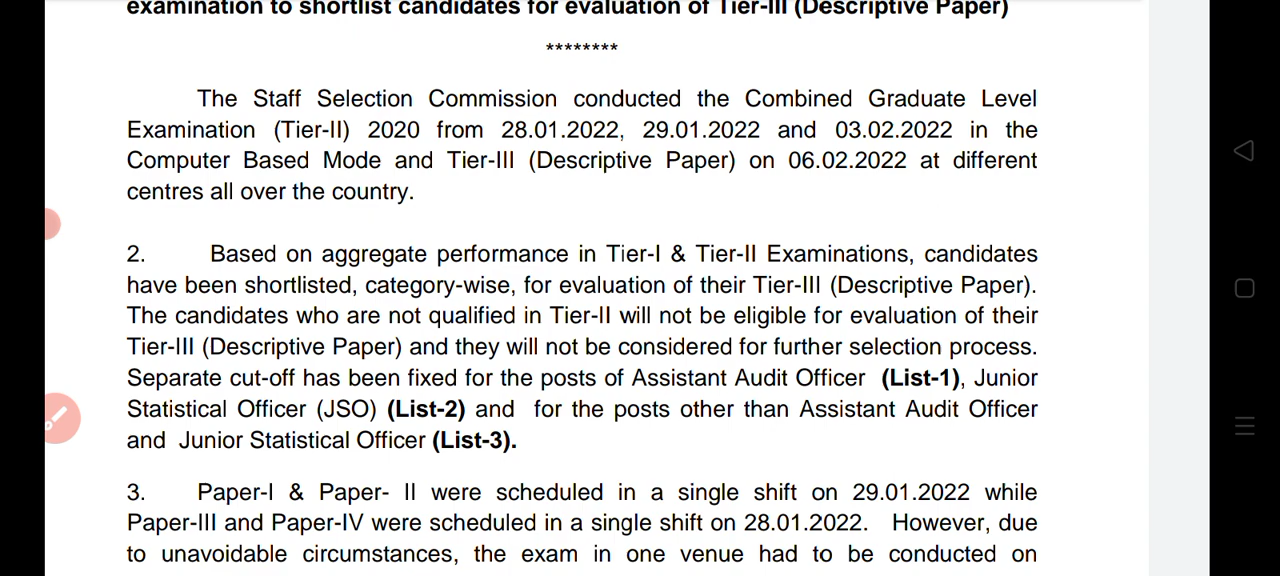 examination to shortlist candidates for evaluation of Tier-III (Descriptive Paper)
********
The Staff Selection Commission conducted the Combined Graduate Level
Examination (Tier-II) 2020 from 28.01.2022, 29.01.2022 and 03.02.2022 in the
Computer Based Mode and Tier-III (Descriptive Paper) on 06.02.2022 at different
centres all over the country.
2. Based on aggregate performance in Tier-I & Tier-II Examinations, candidates
have been shortlisted, category-wise, for evaluation of their Tier-III (Descriptive Paper).
The candidates who are not qualified in Tier-II will not be eligible for evaluation of their
Tier-III (Descriptive Paper) and they will not be considered for further selection process.
Separate cut-off has been fixed for the posts of Assistant Audit Officer (List-1), Junior
Statistical Officer (JSO) (List-2) and for the posts other than Assistant Audit Officer
and Junior Statistical Officer (List-3).
3. Paper-I & Paper- II were scheduled in a single shift on 29.01.2022 while
Paper-III and Paper-IV were scheduled in a single shift on 28.01.2022. However, due
to unavoidable circumstances, the exam in one venue had to be conducted on